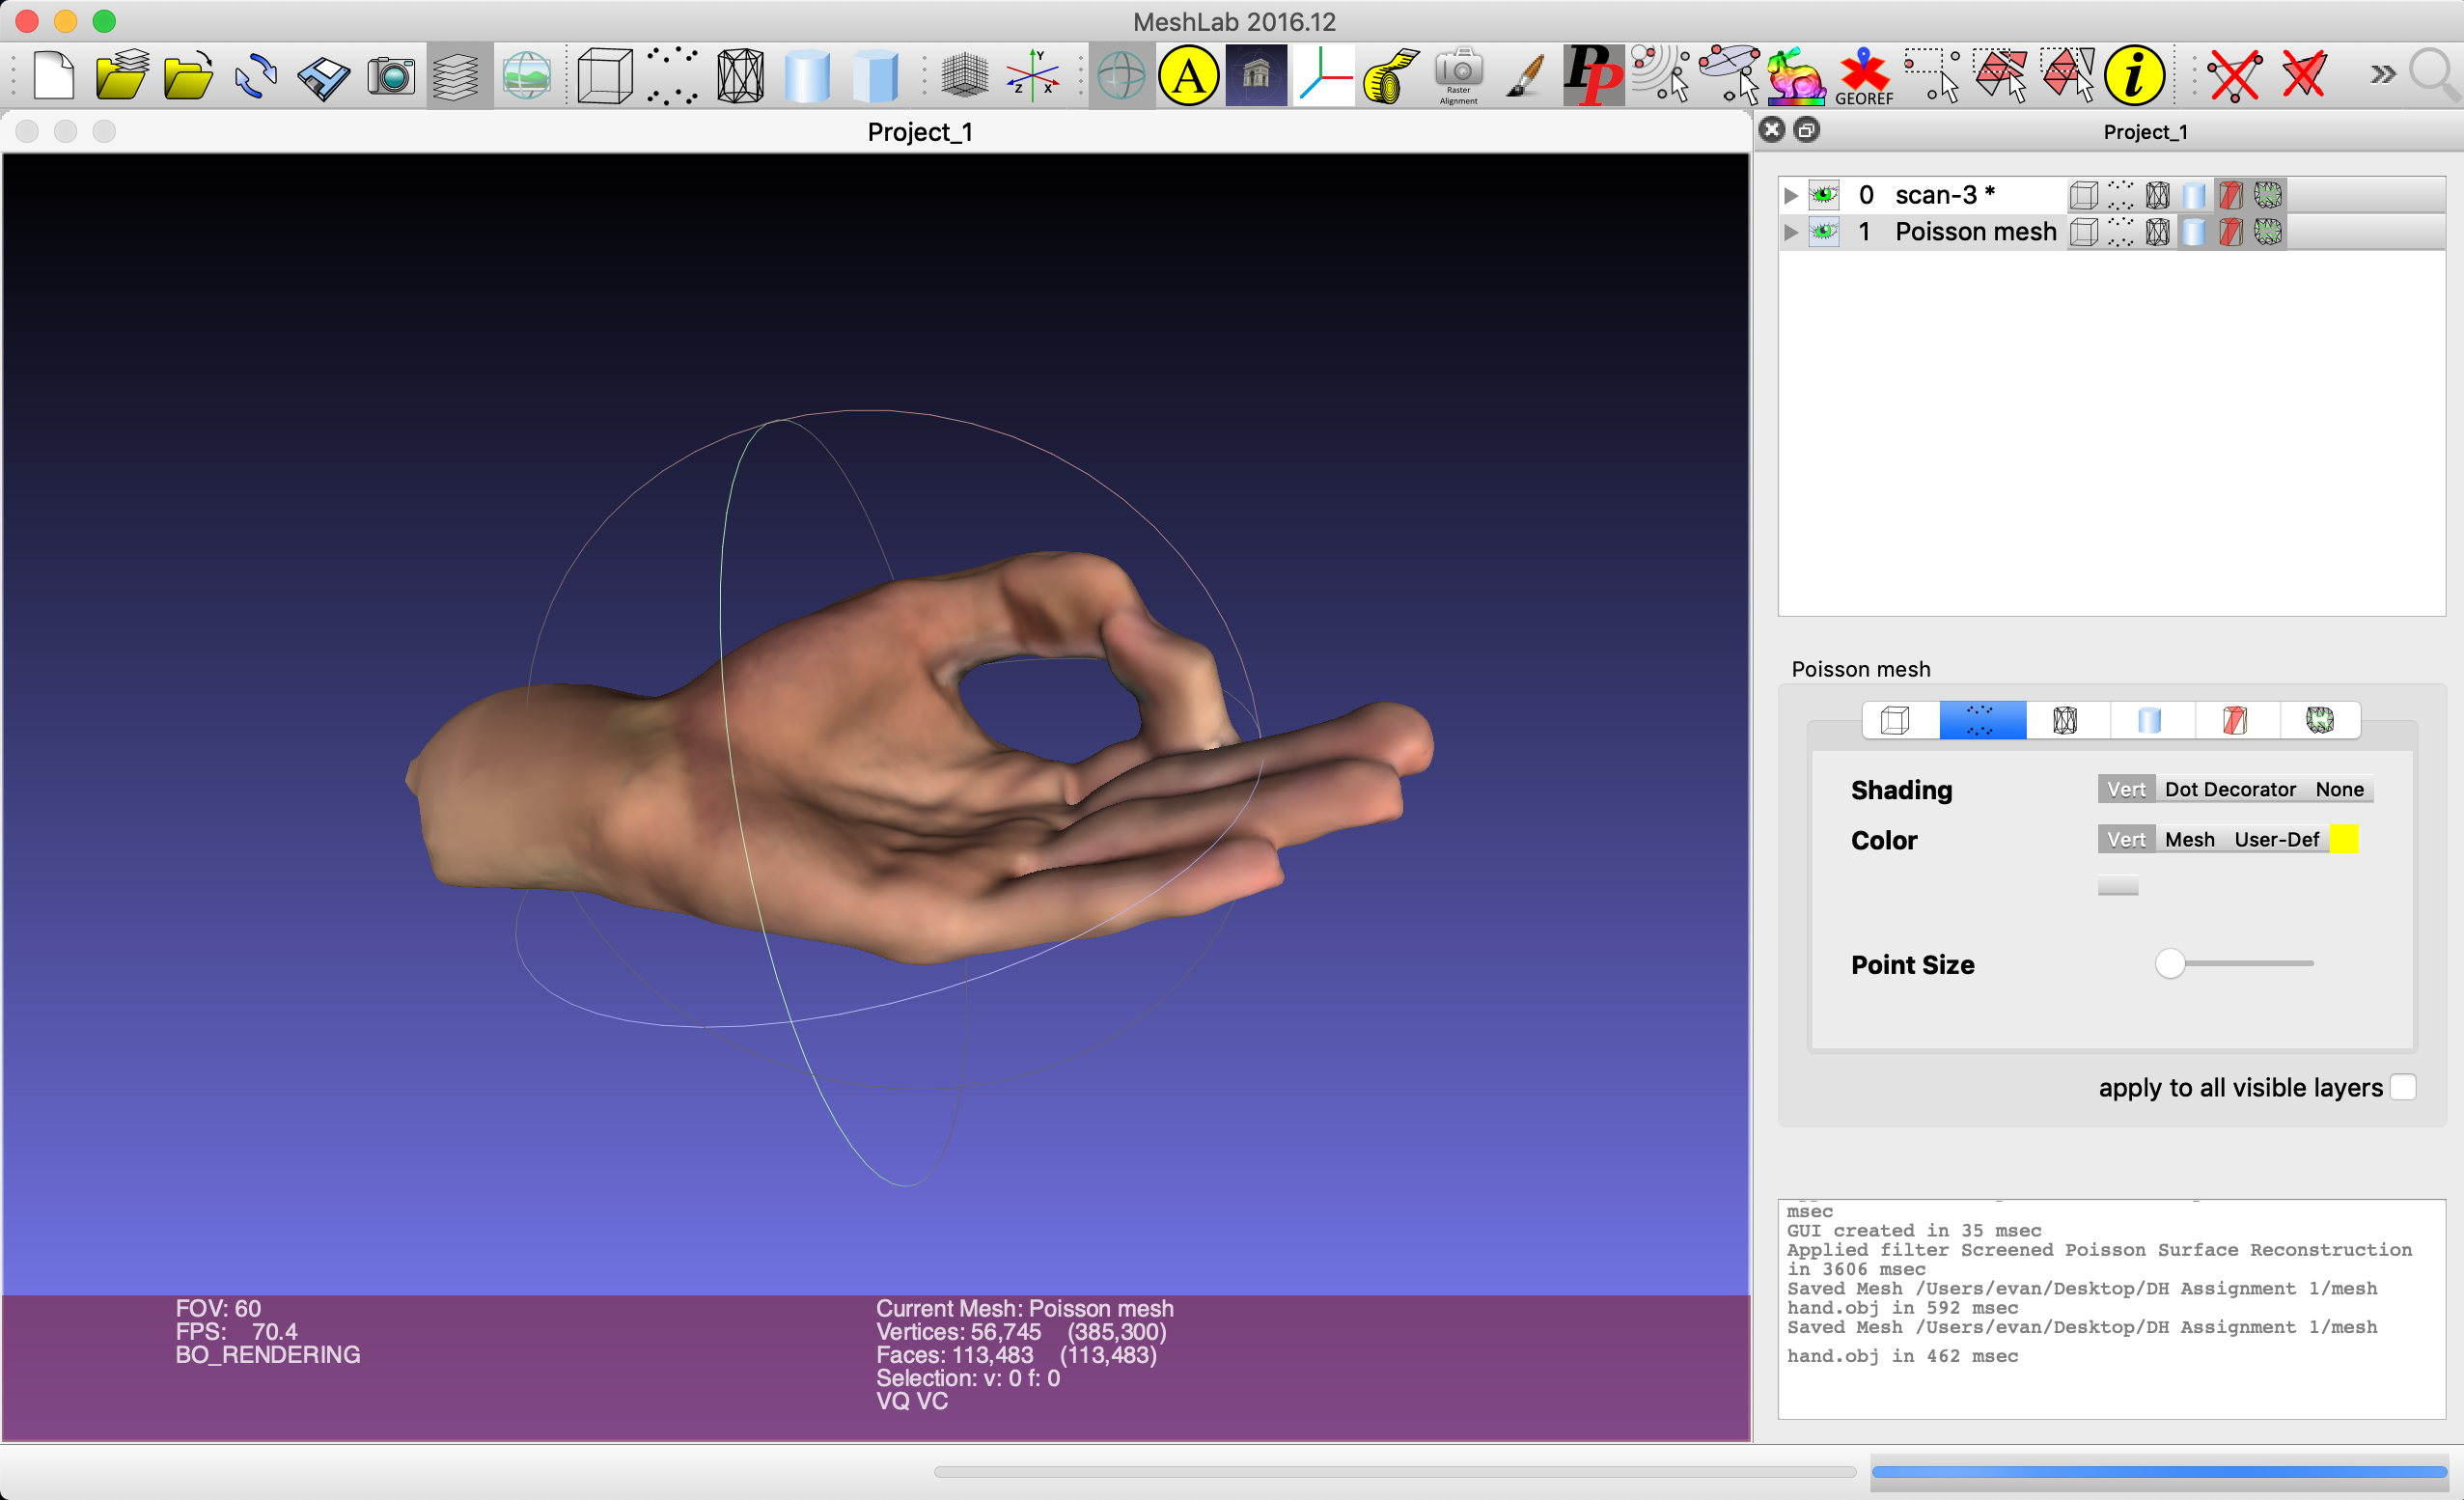 MeshLab 2016.12
A
Raster
Alignment
PP
GEOREF
i
Project_1
Project_1
0 scan-3 *
1 Poisson mesh
Poisson mesh
Shading Vert Dot Decorator None
Color Vert Mesh User-Def
Point Size
apply to all visible layers
msec
GUI created in 35 msec
Applied filter Screened Poisson Surface Reconstruction
in 3606 msec
Saved Mesh /Users/evan/Desktop/DH Assignment 1/mesh
hand.obj in 592 msec
Saved Mesh /Users/evan/Desktop/DH Assignment 1/mesh
hand.obj in 462 msec
FOV: 60
FPS: 70.4
BO_RENDERING
Current Mesh: Poisson mesh
Vertices: 56,745 (385,300)
Faces: 113,483 (113,483)
Selection: v: 0 f: 0
VQ VC